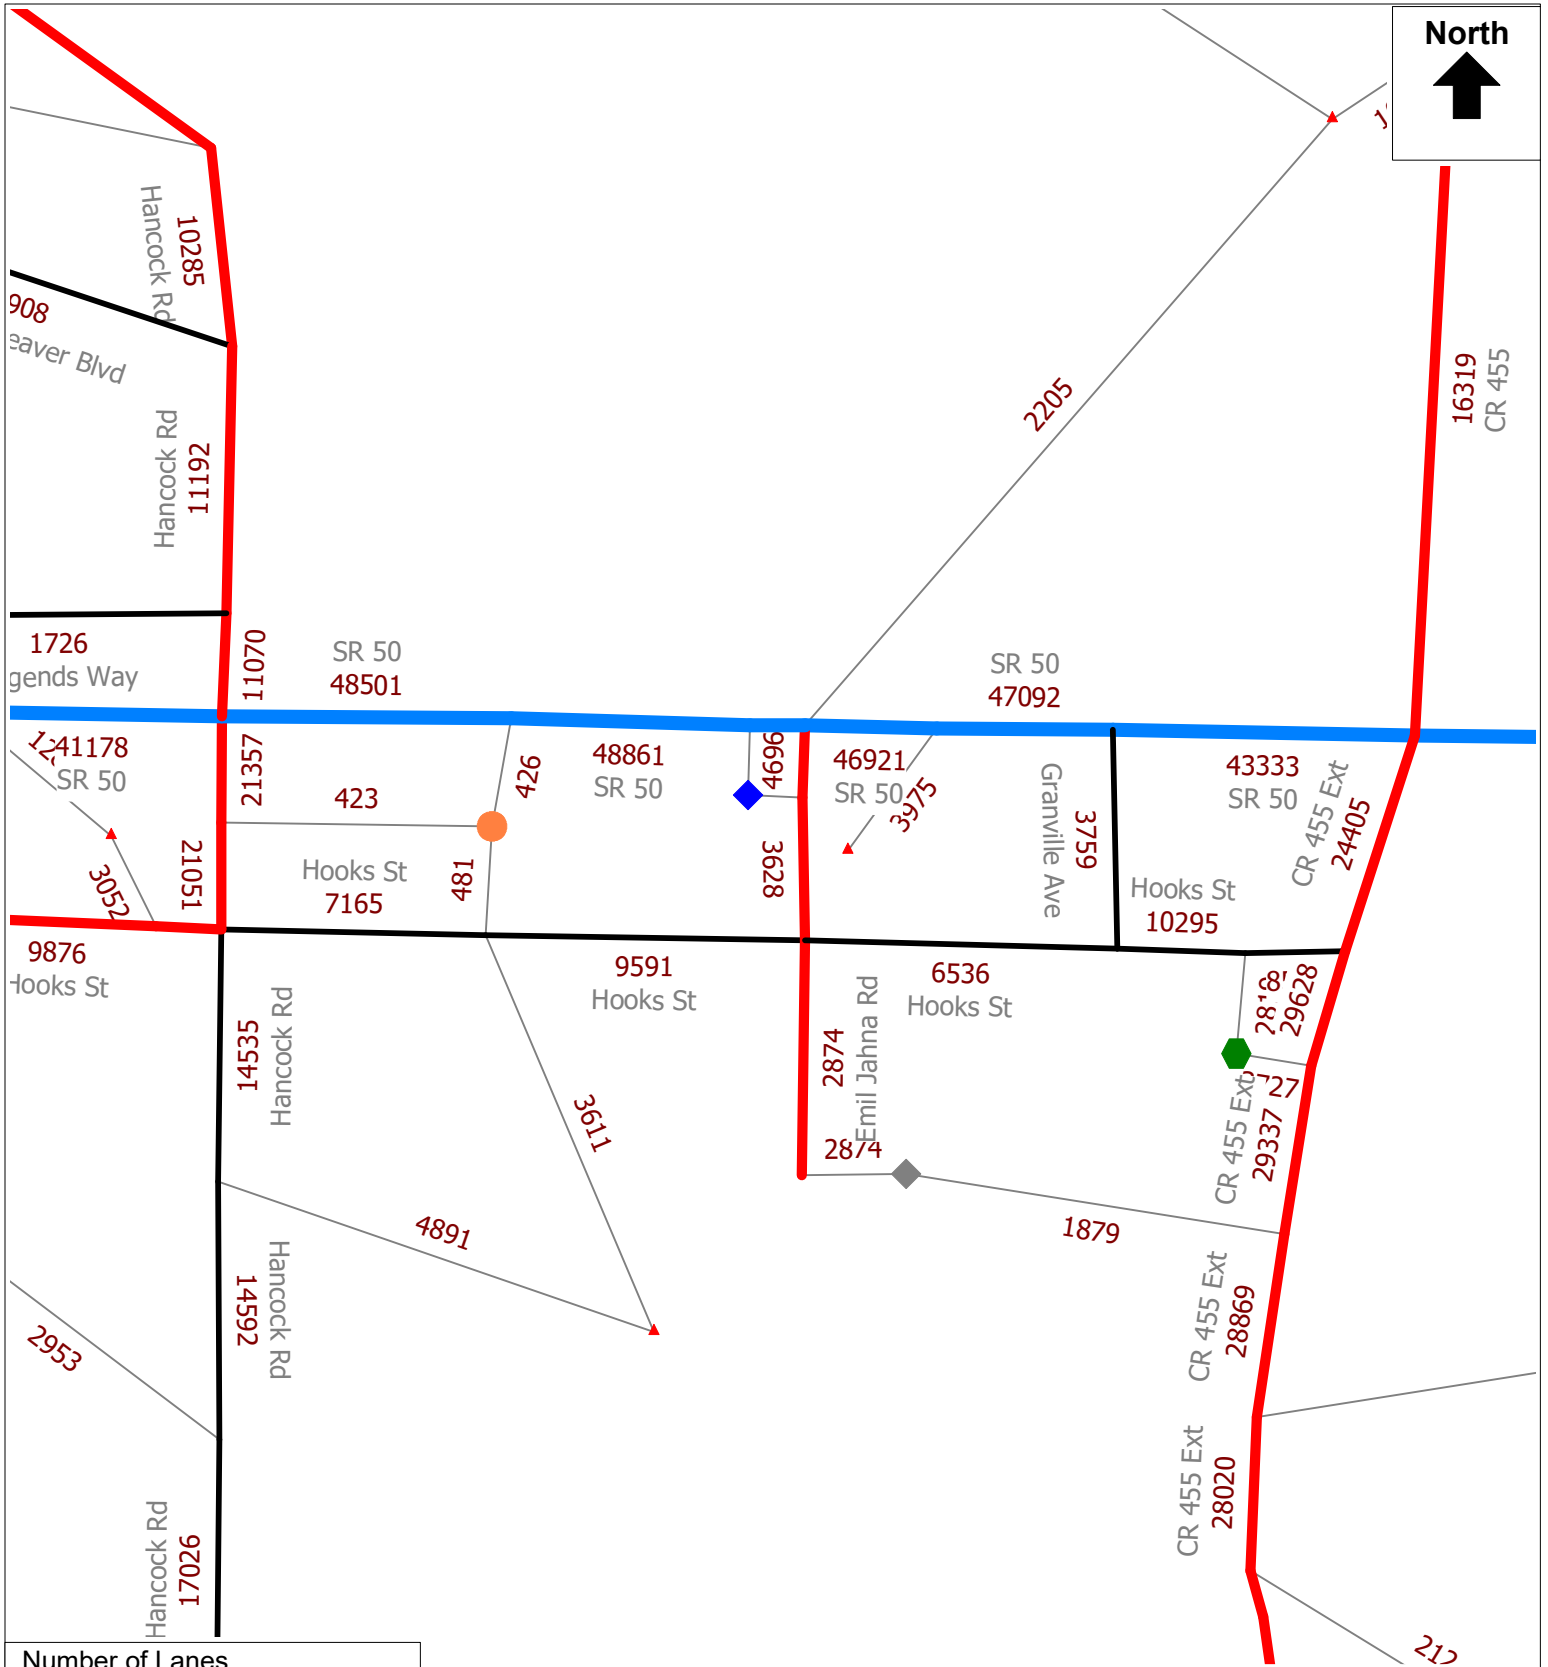 North
Hancock Rd
10285
908
eaver Blvd
Hancock Rd
11192
2205
16319
CR 455
1726
gends Way
11070
SR 50
48501
SR 50
47092
41178
SR 50
21357
423
426
48861
SR 50
4696
46921
SR 50
3975
Granville Ave
3759
43333
SR 50
CR 455 Ext
24405
3052
21051
Hooks St
7165
481
3628
Hooks St
10295
9876
Hooks St
9591
Hooks St
6536
Hooks St
29628
14535
Hancock Rd
2874
Emil Jahna Rd
3611
2874
CR 455 Ext
29337
4891
1879
14592
Hancock Rd
CR 455 Ext
28869
2953
CR 455 Ext
28020
Hancock Rd
17026
212
Number of Lanes